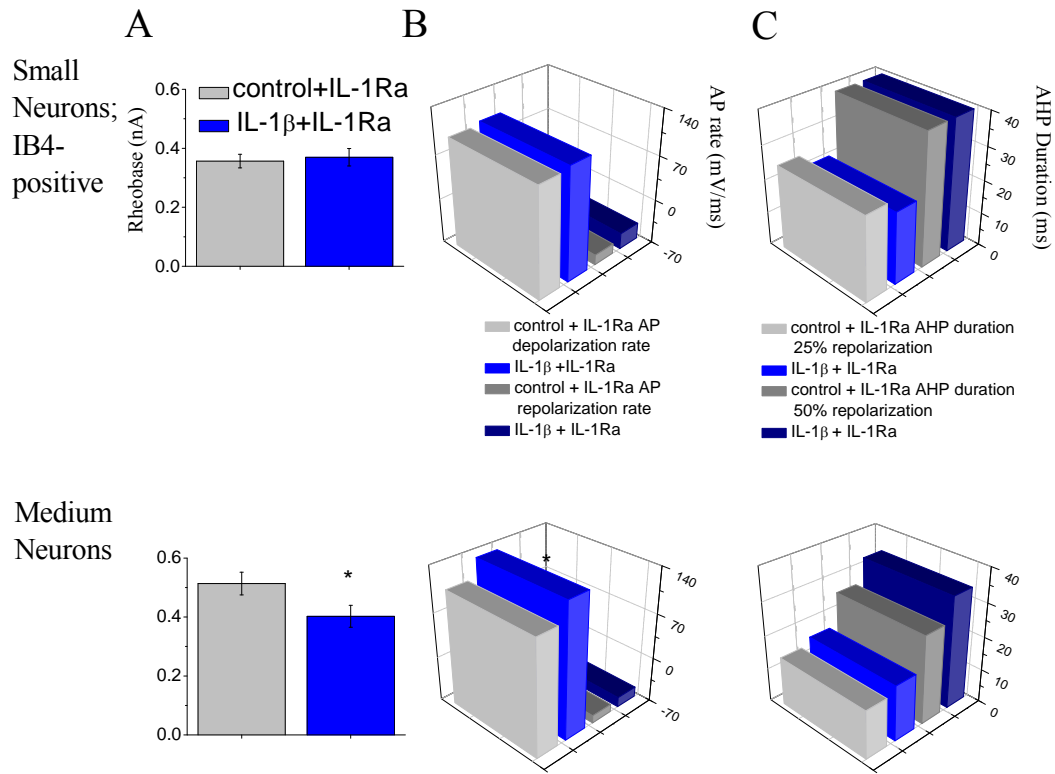 A
B
C
Small
Neurons;
IB4-
positive
0.6
0.4
0.2
0.0
Rheobase (nA)
control+IL-1Ra
IL-1β+IL-1Ra
140
70
0
-70
AP rate (mV/ms)
40
30
20
10
0
AHP Duration (ms)
control + IL-1Ra AP
depolarization rate
IL-1β +IL-1Ra
control + IL-1Ra AP
repolarization rate
IL-1β + IL-1Ra
control + IL-1Ra AHP duration
25% repolarization
IL-1β + IL-1Ra
control + IL-1Ra AHP duration
50% repolarization
IL-1β + IL-1Ra
Medium
Neurons
0.6
0.4
0.2
0.0
*
*
140
70
0
-70
40
30
20
10
0